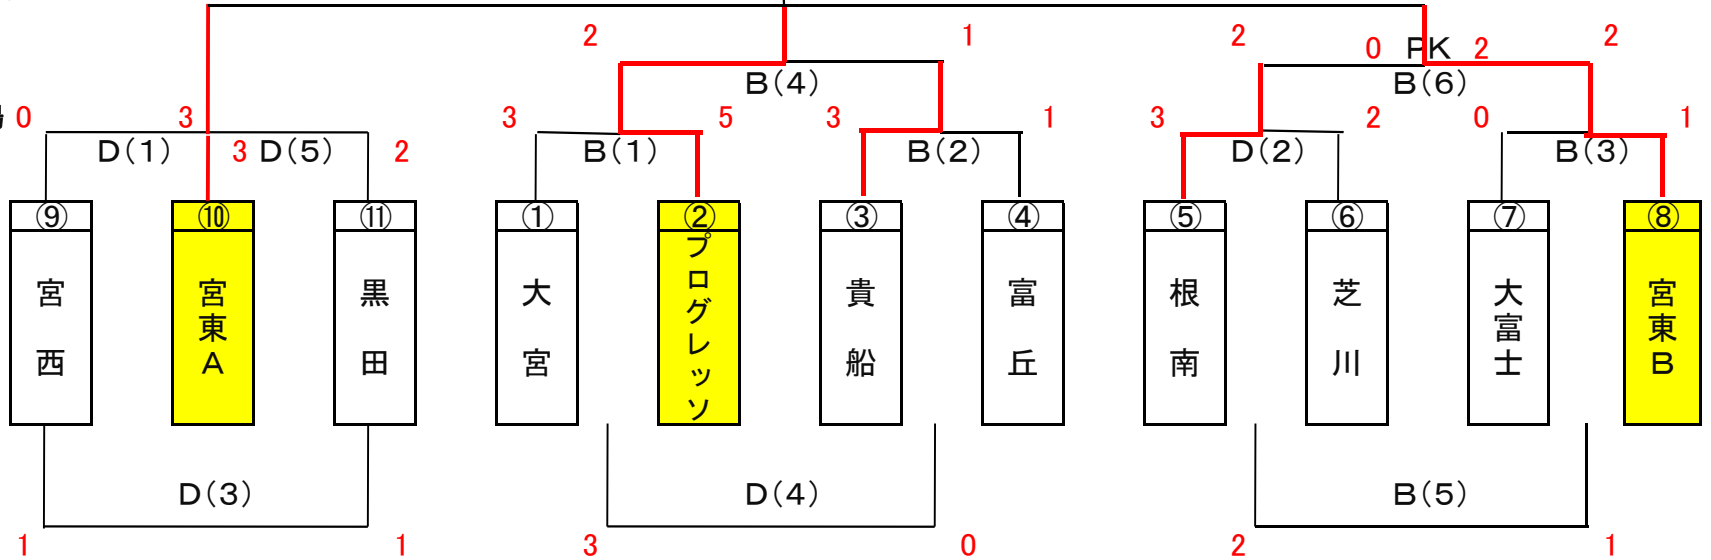 2 1 2 0 PK 2 2
B(4) B(6)
0 3 3 5 3 1 3 2 0 1
D(1) 3 D(5) 2 B(1) B(2) D(2) B(3)
⑨ ⑩ ⑪ ① ② ③ ④ ⑤ ⑥ ⑦ ⑧
宮西
宮東A
黒田
大宮
プログレッソ
貴船
富丘
根南
芝川
大富士
宮東B
D(3) D(4) B(5)
1 1 3 0 2 1